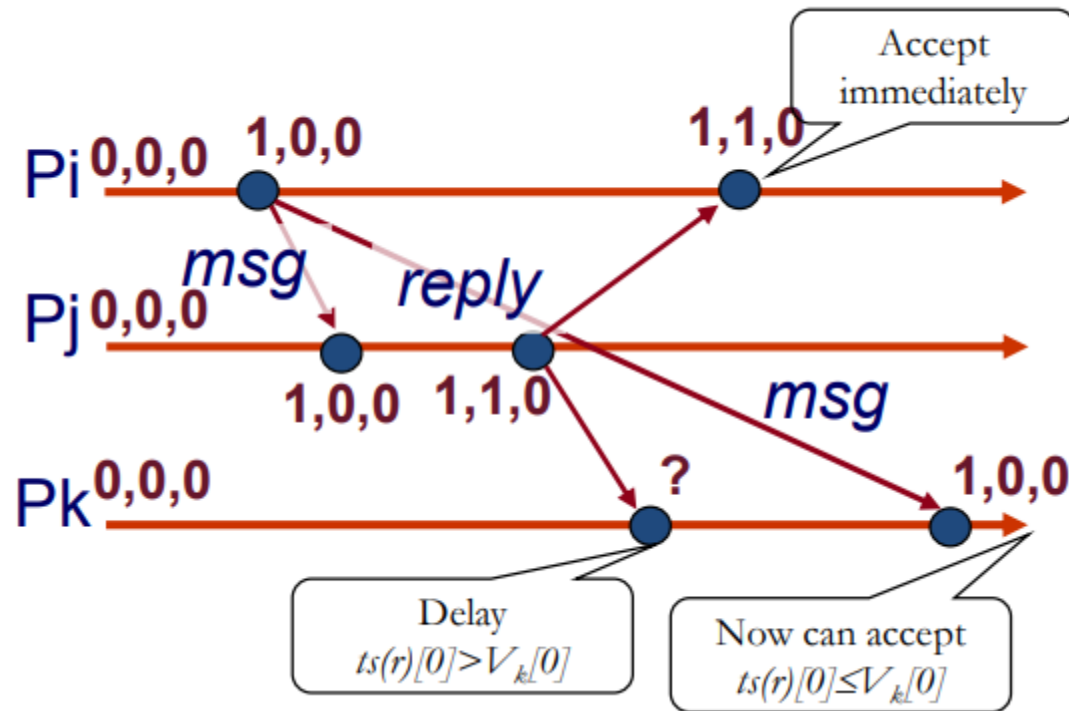 Accept
immediately
Pi 0,0,0
1,0,0
1,1,0
msg
reply
Pj 0,0,0
1,0,0
1,1,0
msg
Pk 0,0,0
?
1,0,0
Delay
ts(r)[0]>Vk[0]
Now can accept
ts(r)[0]≤Vk[0]